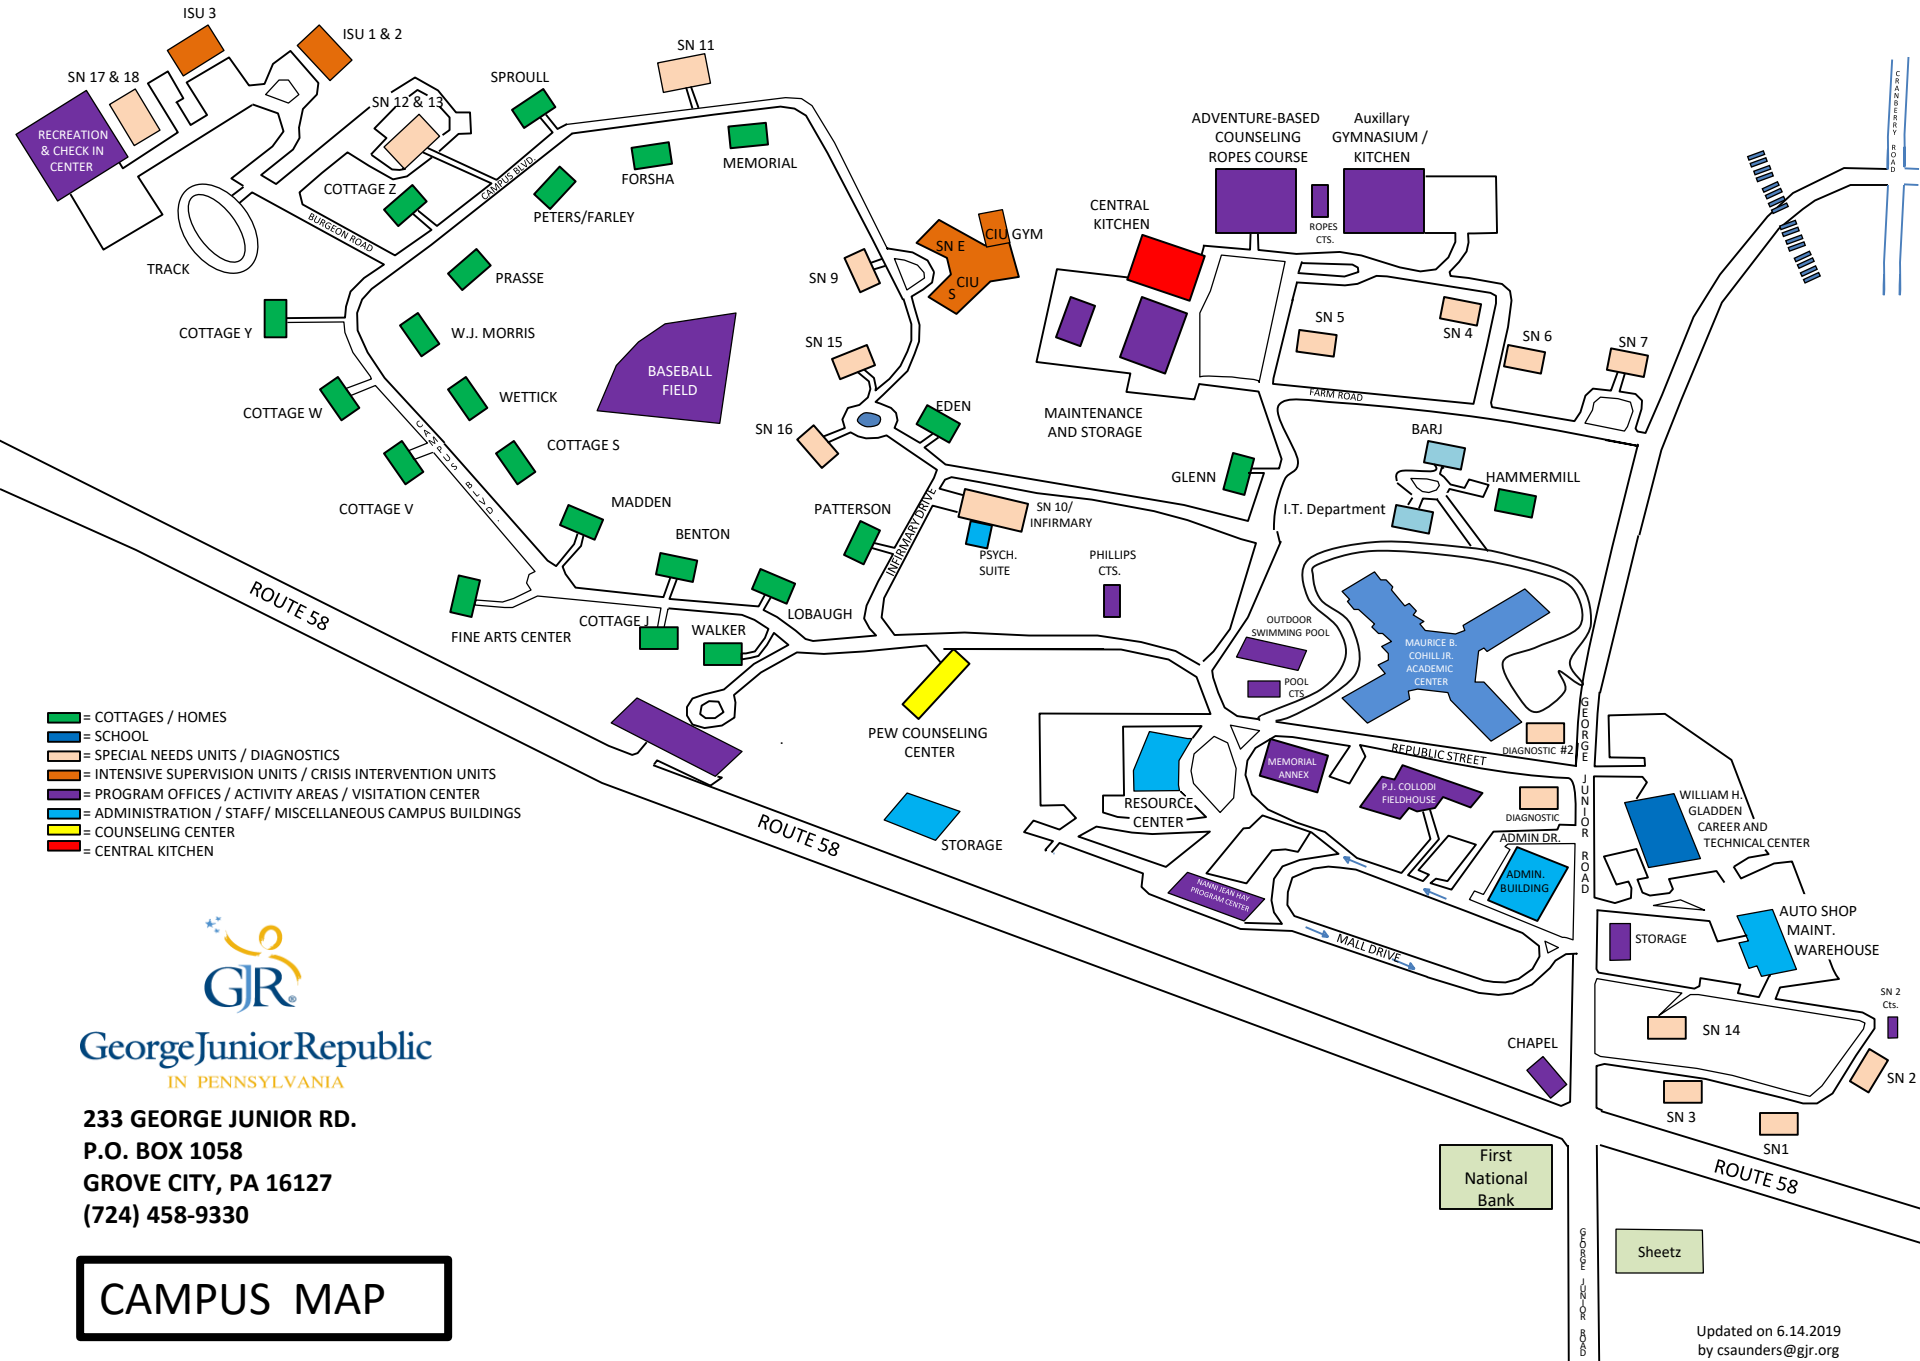 ISU 3
ISU 1 & 2
SN 17 & 18
RECREATION
& CHECK IN
CENTER
SN 12 & 13
SPROULL
SN 11
MEMORIAL
FORSHA
PETERS/FARLEY
CAMPUS BLVD.
COTTAGE Z
BURGEON ROAD
TRACK
PRASSE
COTTAGE Y
W.J. MORRIS
WETTICK
COTTAGE W
COTTAGE S
COTTAGE V
CAMPUS BLVD.
BASEBALL
FIELD
SN 9
SN E
CIU GYM
CIU
S
SN 15
SN 16
EDEN
MADDEN
BENTON
PATTERSON
INFIRMARY DRIVE
SN 10/
INFIRMARY
PSYCH.
SUITE
PHILLIPS
CTS.
FINE ARTS CENTER
COTTAGE J
WALKER
LOBAUGH
ROUTE 58
PEW COUNSELING
CENTER
STORAGE
ROUTE 58
ADVENTURE-BASED
COUNSELING
ROPES COURSE
Auxillary
GYMNASIUM /
KITCHEN
ROPES
CTS.
CENTRAL
KITCHEN
MAINTENANCE
AND STORAGE
SN 5
SN 4
SN 6
SN 7
FARM ROAD
CRANBERRY ROAD
GLENN
BARJ
HAMMERMILL
I.T. Department
OUTDOOR
SWIMMING POOL
POOL
CTS
MAURICE B.
COHILL JR.
ACADEMIC
CENTER
DIAGNOSTIC #2
GEORGE JUNIOR ROAD
REPUBLIC STREET
MEMORIAL
ANNEX
P.J. COLLODI
FIELDHOUSE
DIAGNOSTIC
RESOURCE
CENTER
ADMIN DR.
ADMIN.
BUILDING
NANNI JEAN HAY
PROGRAM CENTER
MALL DRIVE
WILLIAM H.
GLADDEN
CAREER AND
TECHNICAL CENTER
AUTO SHOP
MAINT.
WAREHOUSE
STORAGE
SN 2
Cts.
SN 14
SN 2
SN 3
SN1
CHAPEL
ROUTE 58
First
National
Bank
Sheetz
GEORGE JUNIOR ROAD
= COTTAGES / HOMES
= SCHOOL
= SPECIAL NEEDS UNITS / DIAGNOSTICS
= INTENSIVE SUPERVISION UNITS / CRISIS INTERVENTION UNITS
= PROGRAM OFFICES / ACTIVITY AREAS / VISITATION CENTER
= ADMINISTRATION / STAFF/ MISCELLANEOUS CAMPUS BUILDINGS
= COUNSELING CENTER
= CENTRAL KITCHEN
GJR®
George Junior Republic
IN PENNSYLVANIA
233 GEORGE JUNIOR RD.
P.O. BOX 1058
GROVE CITY, PA 16127
(724) 458-9330
CAMPUS MAP
Updated on 6.14.2019
by csaunders@gjr.org